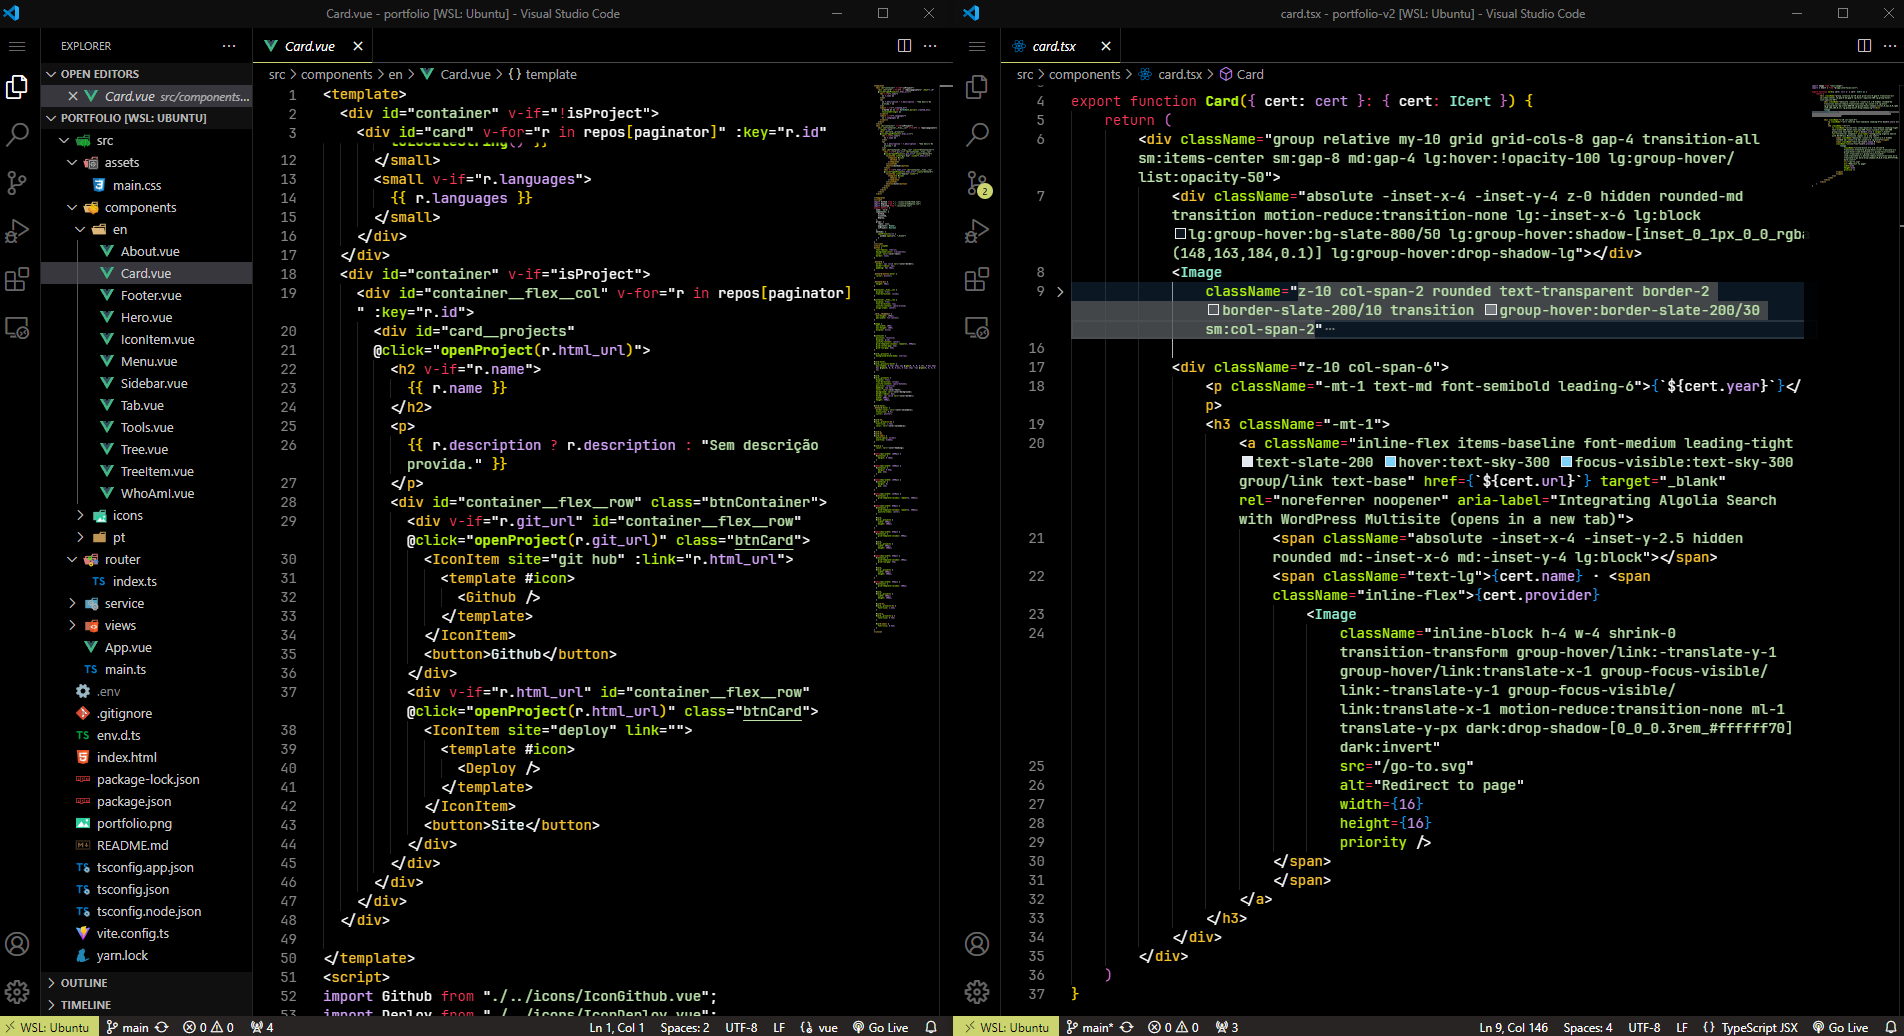 Card.vue - portfolio [WSL: Ubuntu] - Visual Studio Code
EXPLORER
OPEN EDITORS
Card.vue src/components...
PORTFOLIO [WSL: UBUNTU]
src
assets
main.css
components
en
About.vue
Card.vue
Footer.vue
Hero.vue
IconItem.vue
Menu.vue
Sidebar.vue
Tab.vue
Tools.vue
Tree.vue
TreeItem.vue
WhoAmI.vue
icons
pt
router
TS index.ts
service
views
App.vue
TS main.ts
.env
.gitignore
TS env.d.ts
index.html
package-lock.json
package.json
portfolio.png
README.md
TS tsconfig.app.json
TS tsconfig.json
TS tsconfig.node.json
vite.config.ts
yarn.lock
OUTLINE
TIMELINE
Card.vue
src > components > en > Card.vue > {} template
1 <template>
2 <div id="container" v-if="!isProject">
3 <div id="card" v-for="r in repos[paginator]" :key="r.id"
toLocaleString() }}
12 </small>
13 <small v-if="r.languages">
14 {{ r.languages }}
15 </small>
16 </div>
17 </div>
18 <div id="container" v-if="isProject">
19 <div id="container__flex__col" v-for="r in repos[paginator]
" :key="r.id">
20 <div id="card__projects"
21 @click="openProject(r.html_url)">
22 <h2 v-if="r.name">
23 {{ r.name }}
24 </h2>
25 <p>
26 {{ r.description ? r.description : "Sem descrição
provida." }}
27 </p>
28 <div id="container__flex__row" class="btnContainer">
29 <div v-if="r.git_url" id="container__flex__row"
@click="openProject(r.git_url)" class="btnCard">
30 <IconItem site="git hub" :link="r.html_url">
31 <template #icon>
32 <Github />
33 </template>
34 </IconItem>
35 <button>Github</button>
36 </div>
37 <div v-if="r.html_url" id="container__flex__row"
@click="openProject(r.html_url)" class="btnCard">
38 <IconItem site="deploy" link="">
39 <template #icon>
40 <Deploy />
41 </template>
42 </IconItem>
43 <button>Site</button>
44 </div>
45 </div>
46 </div>
47 </div>
48 </div>
49
50 </template>
51 <script>
52 import Github from "./../icons/IconGithub.vue";
53 import Deploy from "./../icons/IconDeploy.vue";
WSL: Ubuntu main 0 0 4 Ln 1, Col 1 Spaces: 2 UTF-8 LF vue Go Live
card.tsx - portfolio-v2 [WSL: Ubuntu] - Visual Studio Code
2
card.tsx
src > components > card.tsx > Card
4 export function Card({ cert: cert }: { cert: ICert }) {
5 return (
6 <div className="group relative my-10 grid grid-cols-8 gap-4 transition-all
sm:items-center sm:gap-8 md:gap-4 lg:hover:!opacity-100 lg:group-hover/
list:opacity-50">
7 <div className="absolute -inset-x-4 -inset-y-4 z-0 hidden rounded-md
transition motion-reduce:transition-none lg:-inset-x-6 lg:block
lg:group-hover:bg-slate-800/50 lg:group-hover:shadow-[inset_0_1px_0_0_rgba
(148,163,184,0.1)] lg:group-hover:drop-shadow-lg"></div>
8 <Image
9 className="z-10 col-span-2 rounded text-transparent border-2
border-slate-200/10 transition group-hover:border-slate-200/30
sm:col-span-2"
16
17 <div className="z-10 col-span-6">
18 <p className="-mt-1 text-md font-semibold leading-6">{`${cert.year}`}</
p>
19 <h3 className="-mt-1">
20 <a className="inline-flex items-baseline font-medium leading-tight
text-slate-200 hover:text-sky-300 focus-visible:text-sky-300
group/link text-base" href={`${cert.url}`} target="_blank"
rel="noreferrer noopener" aria-label="Integrating Algolia Search
with WordPress Multisite (opens in a new tab)">
21 <span className="absolute -inset-x-4 -inset-y-2.5 hidden
rounded md:-inset-x-6 md:-inset-y-4 lg:block"></span>
22 <span className="text-lg">{cert.name} · <span
className="inline-flex">{cert.provider}
23 <Image
24 className="inline-block h-4 w-4 shrink-0
transition-transform group-hover/link:-translate-y-1
group-hover/link:translate-x-1 group-focus-visible/
link:-translate-y-1 group-focus-visible/
link:translate-x-1 motion-reduce:transition-none ml-1
translate-y-px dark:drop-shadow-[0_0_0.3rem_#ffffff70]
dark:invert"
25 src="/go-to.svg"
26 alt="Redirect to page"
27 width={16}
28 height={16}
29 priority />
30 </span>
31 </span>
32 </a>
33 </h3>
34 </div>
35 </div>
36 )
37 }
WSL: Ubuntu main* 0 0 3 Ln 9, Col 146 Spaces: 4 UTF-8 LF {} TypeScript JSX Go Live